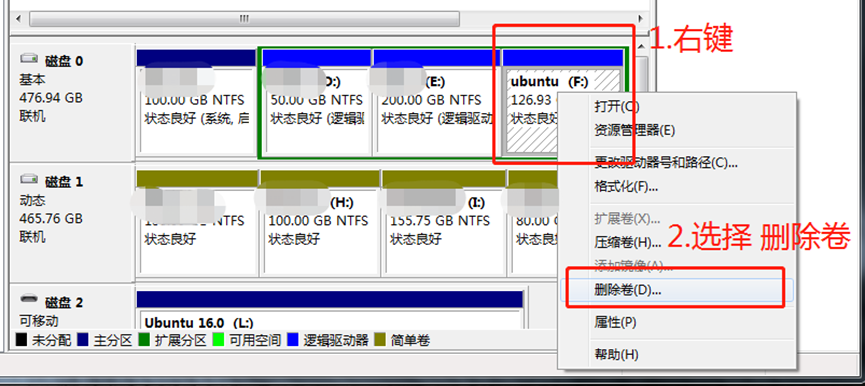 磁盘 0
基本
476.94 GB
联机
100.00 GB NTFS
状态良好 (系统, 启
D:)
50.00 GB NTFS
状态良好 (逻辑驱
(E:)
200.00 GB NTFS
状态良好 (逻辑驱动
ubuntu (F:)
126.93
状态良好
1.右键
打开(O)
资源管理器(E)
更改驱动器号和路径(C)...
格式化(F)...
扩展卷(X)...
压缩卷(H)...
添加镜像(A)...
删除卷(D)...
属性(P)
帮助(H)
2.选择 删除卷
磁盘 1
动态
465.76 GB
联机
GB NTFS
状态良好
(H:)
100.00 GB NTFS
状态良好
(I:)
155.75 GB NTFS
状态良好
80.00
状态良
磁盘 2
可移动
Ubuntu 16.0 (L:)
未分配 主分区 扩展分区 可用空间 逻辑驱动器 简单卷